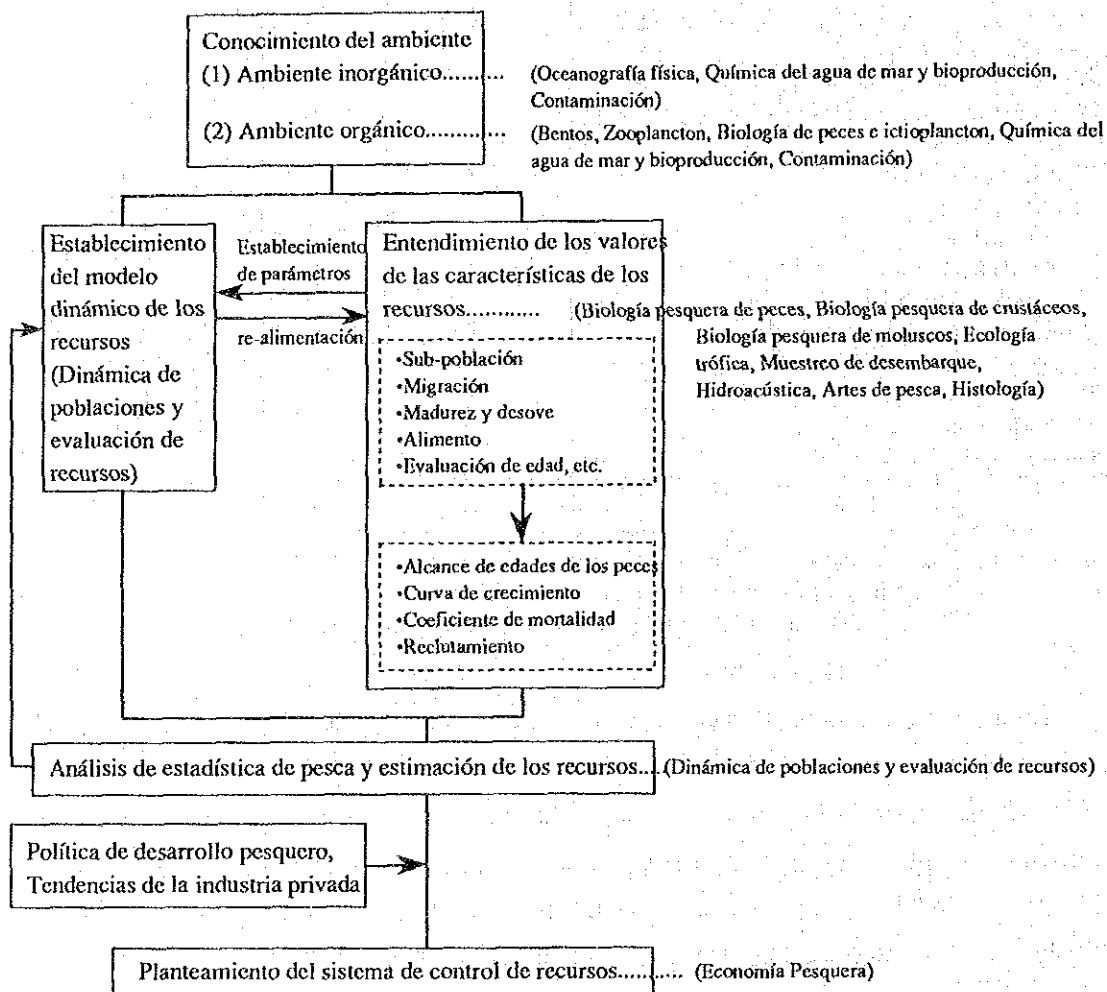 Conocimiento del ambiente
(1) Ambiente inorgánico.......... (Oceanografía física, Química del agua de mar y bioproducción,
Contaminación)
(2) Ambiente orgánico.............. (Bentos, Zooplancton, Biología de peces e ictioplancton, Química del
agua de mar y bioproducción, Contaminación)
Establecimiento
del modelo
dinámico de los
recursos
(Dinámica de
poblaciones y
evaluación de
recursos)
Establecimiento
de parámetros
re-alimentación
Entendimiento de los valores
de las características de los
recursos............ (Biología pesquera de peces, Biología pesquera de crustáceos,
Biología pesquera de moluscos, Ecología
trófica, Muestreo de desembarque,
Hidroacústica, Artes de pesca, Histología)
•Sub-población
•Migración
•Madurez y desove
•Alimento
•Evaluación de edad, etc.
•Alcance de edades de los peces
•Curva de crecimiento
•Coeficiente de mortalidad
•Reclutamiento
Análisis de estadística de pesca y estimación de los recursos....(Dinámica de poblaciones y evaluación de recursos)
Política de desarrollo pesquero,
Tendencias de la industria privada
Planteamiento del sistema de control de recursos........... (Economía Pesquera)